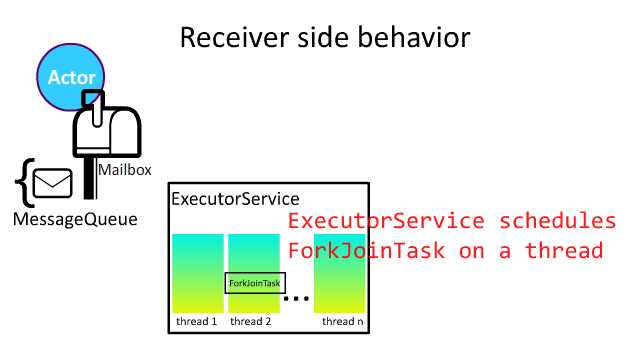 Receiver side behavior
Actor
Mailbox
{
MessageQueue
ExecutorService
ExecutorService schedules
ForkJoinTask on a thread
ForkJoinTask
...
thread 1
thread 2
thread n